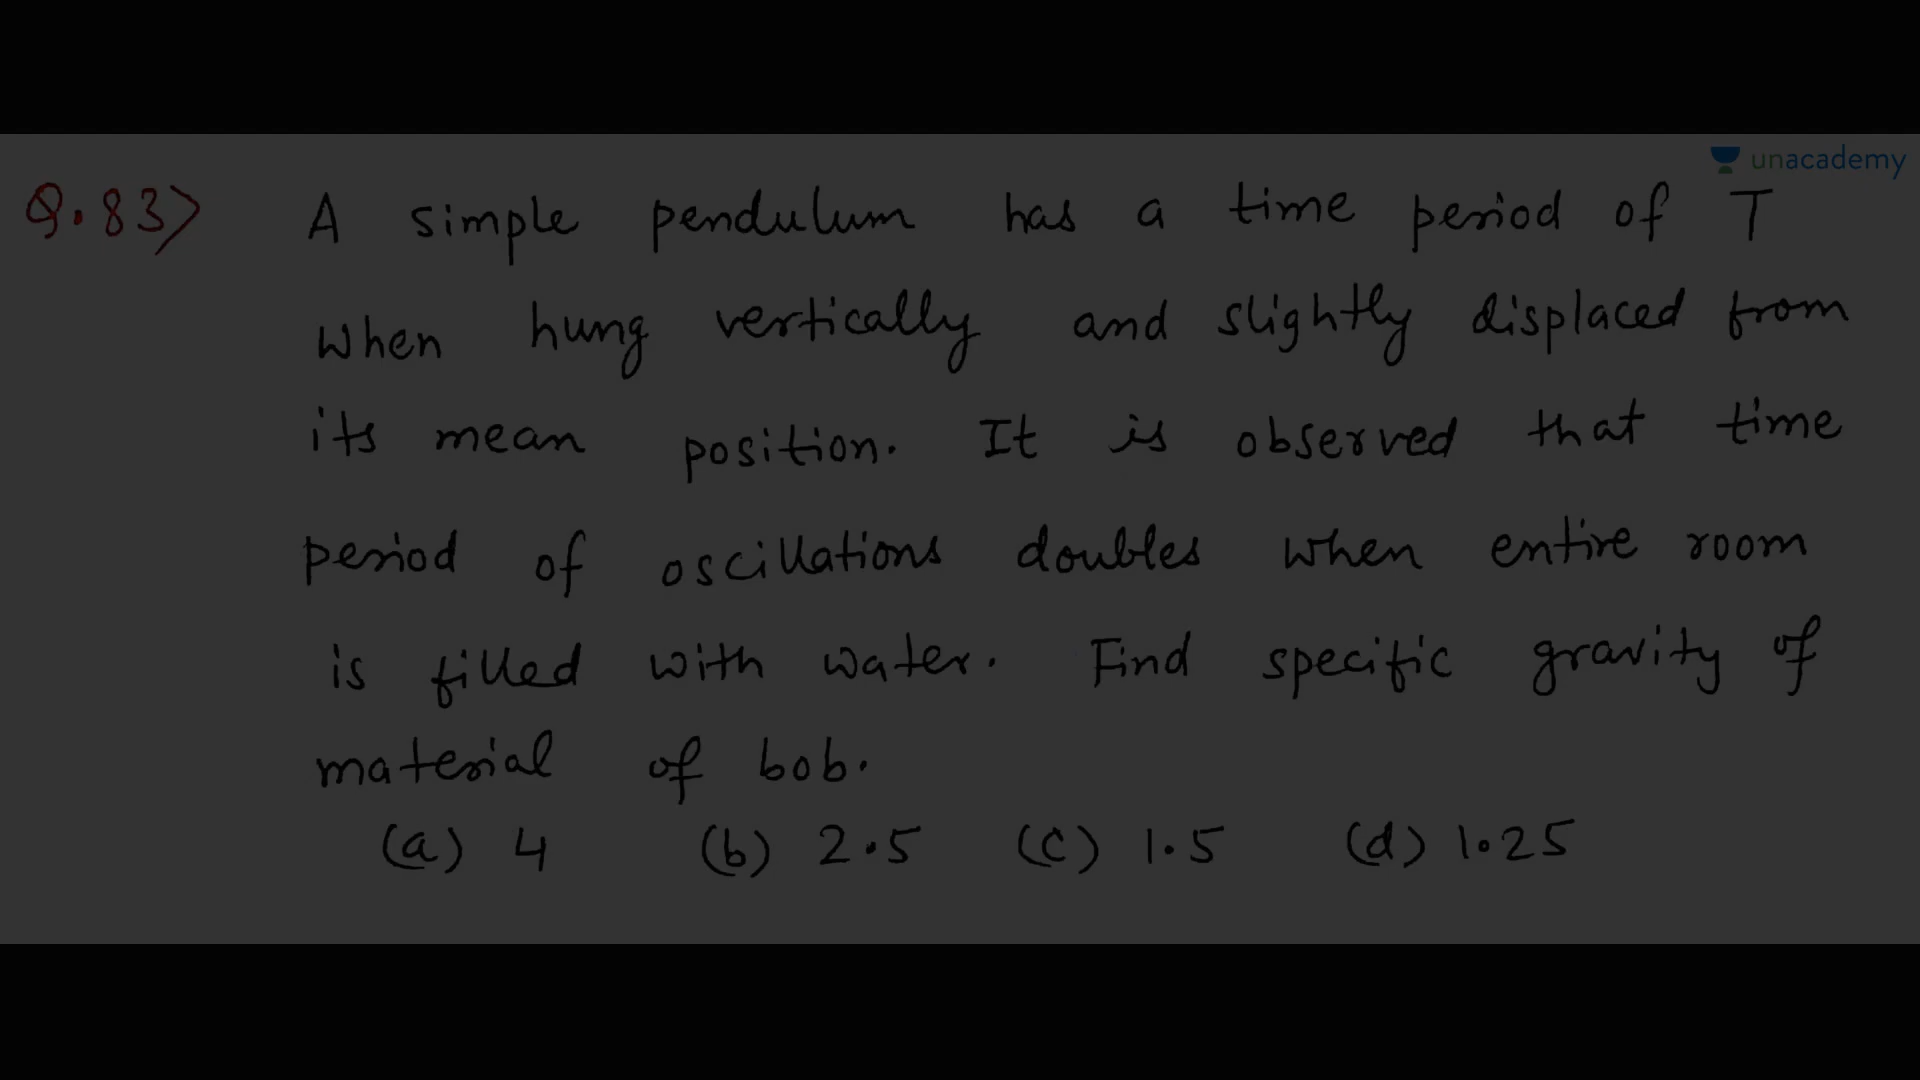 unacademy
Q.83> A simple pendulum has a time period of T
when hung vertically and slightly displaced from
its mean position. It is observed that time
period of oscillations doubles when entire room
is filled with water. Find specific gravity of
material of bob.
(a) 4 (b) 2.5 (c) 1.5 (d) 1.25